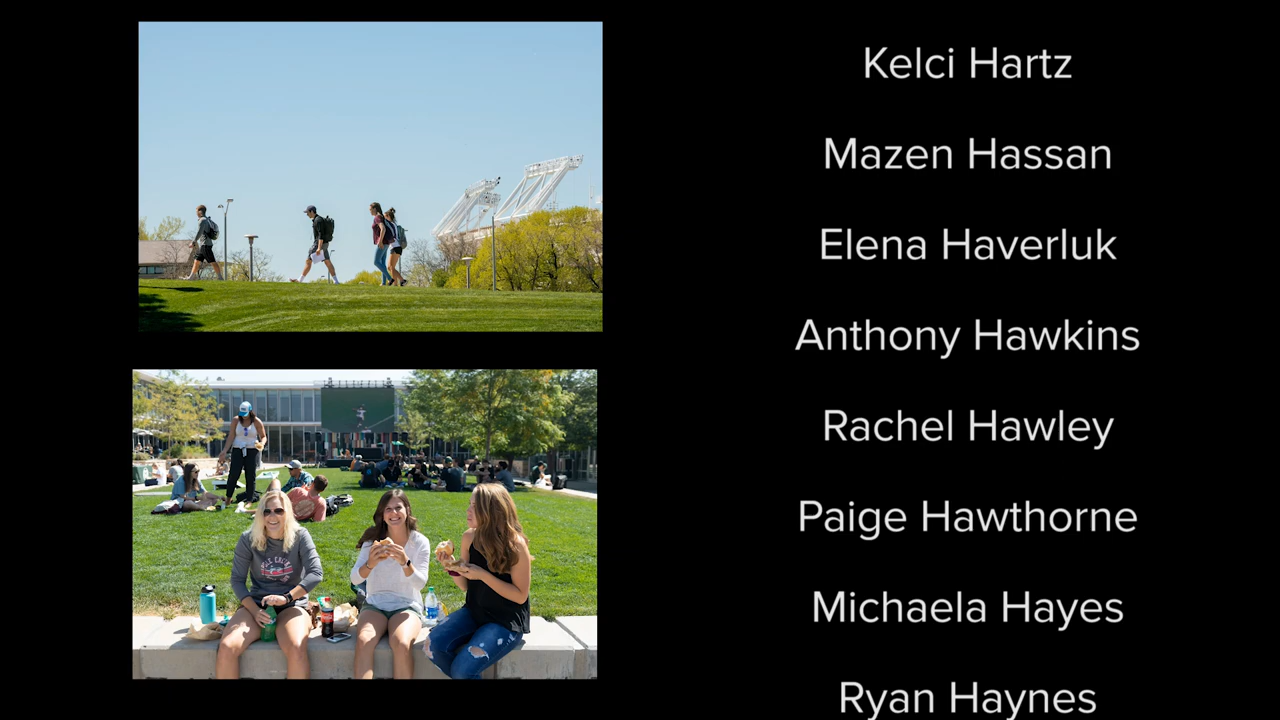 Kelci Hartz
Mazen Hassan
Elena Haverluk
Anthony Hawkins
Rachel Hawley
Paige Hawthorne
Michaela Hayes
Ryan Haynes